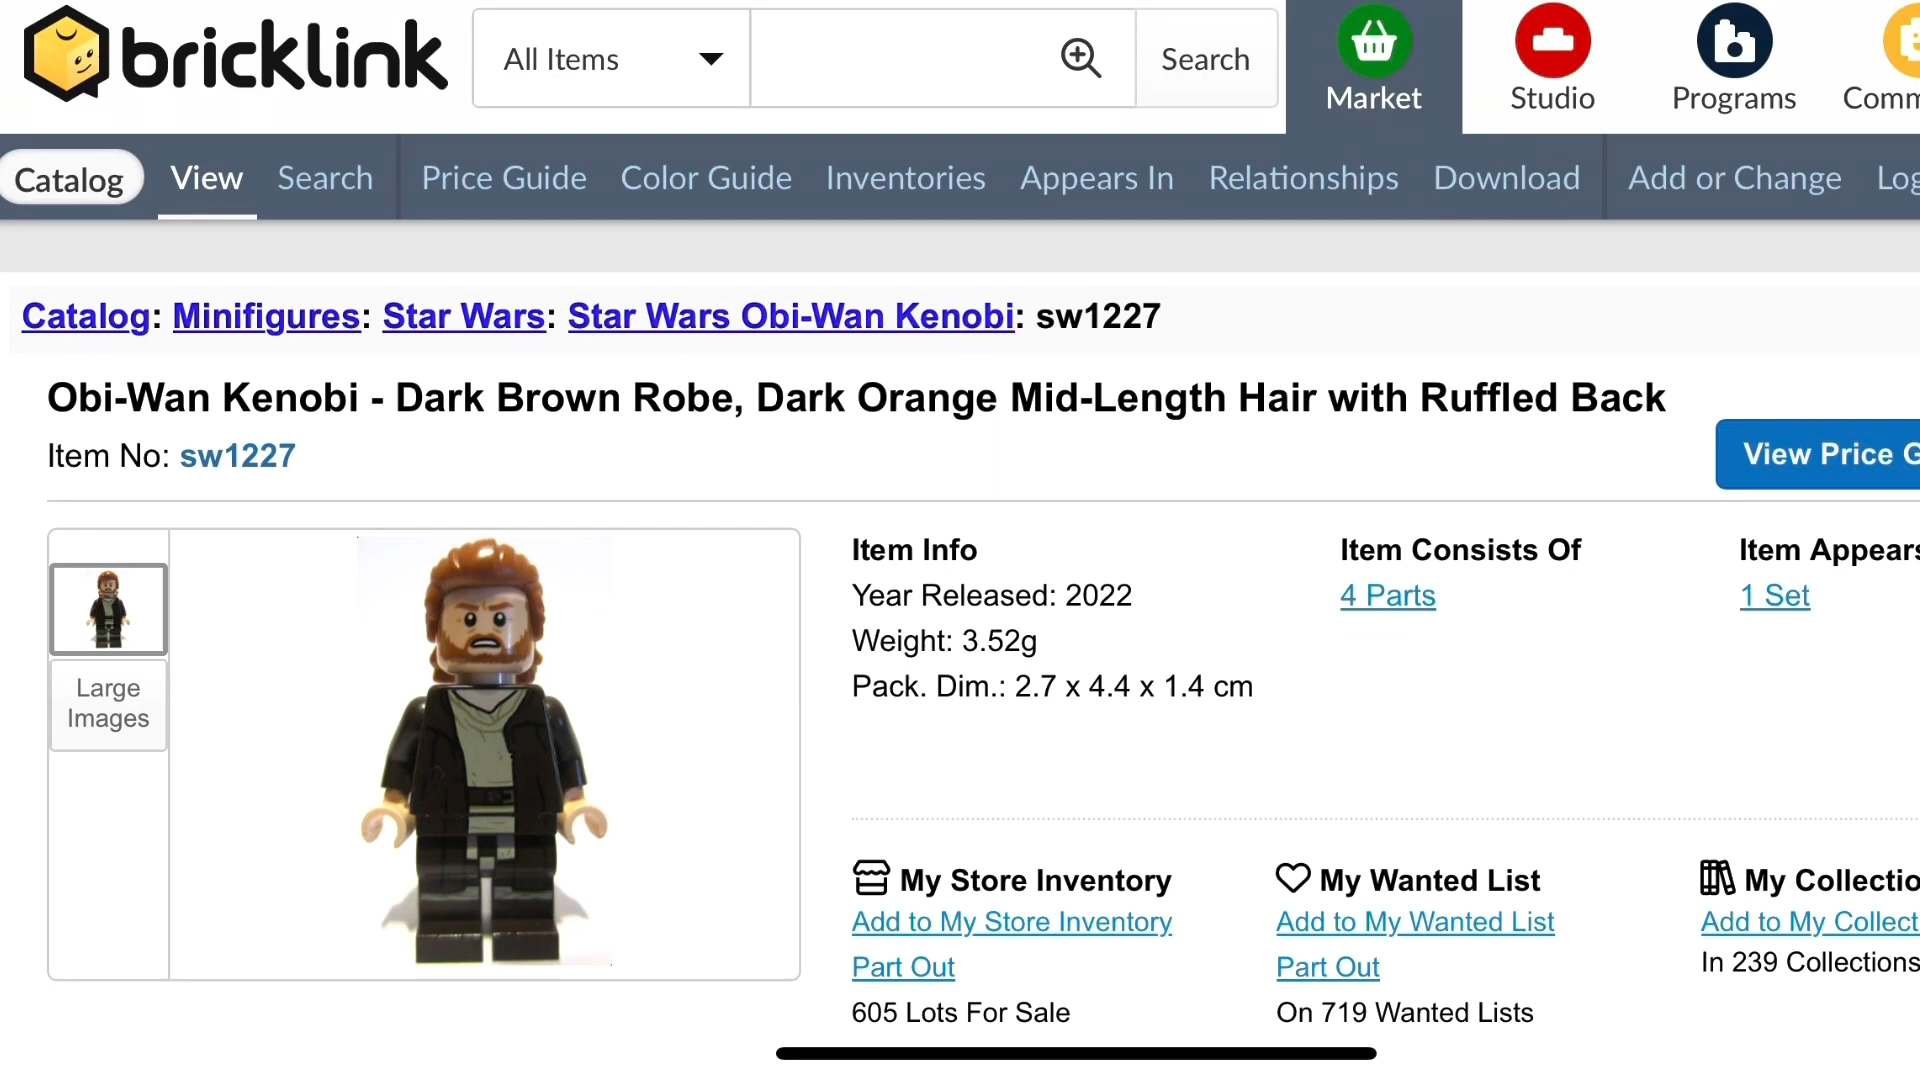 bricklink
All Items
Search
Market
Studio
Programs
Comm
Catalog
View
Search
Price Guide
Color Guide
Inventories
Appears In
Relationships
Download
Add or Change
Log
Catalog: Minifigures: Star Wars: Star Wars Obi-Wan Kenobi: sw1227
Obi-Wan Kenobi - Dark Brown Robe, Dark Orange Mid-Length Hair with Ruffled Back
Item No: sw1227
View Price G
Large
Images
Item Info
Year Released: 2022
Weight: 3.52g
Pack. Dim.: 2.7 x 4.4 x 1.4 cm
Item Consists Of
4 Parts
Item Appears
1 Set
My Store Inventory
Add to My Store Inventory
Part Out
605 Lots For Sale
My Wanted List
Add to My Wanted List
Part Out
On 719 Wanted Lists
My Collectio
Add to My Collect
In 239 Collections